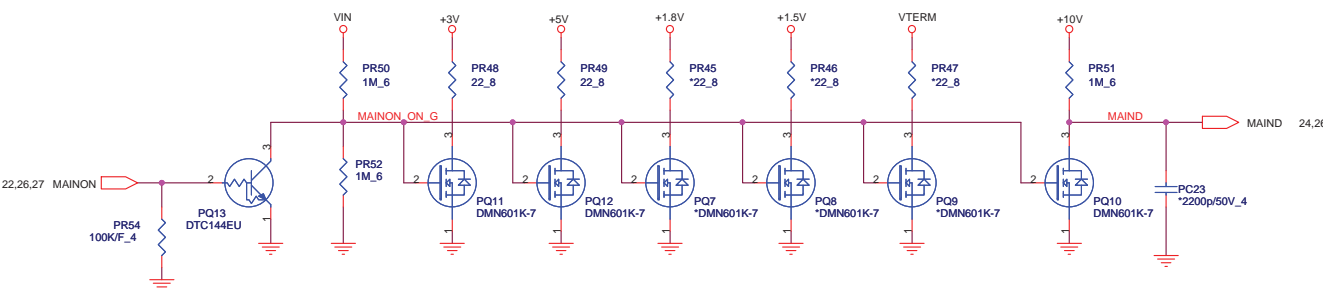 VIN
+3V
+5V
+1.8V
+1.5V
VTERM
+10V
PR50
1M_6
PR48
22_8
PR49
22_8
PR45
*22_8
PR46
*22_8
PR47
*22_8
PR51
1M_6
MAINON_ON_G
MAIND
MAIND 24,26
3
3
3
3
3
3
3
PR52
1M_6
22,26,27 MAINON
2
2
2
2
2
2
2
PQ13
DTC144EU
PQ11
DMN601K-7
PQ12
DMN601K-7
PQ7
*DMN601K-7
PQ8
*DMN601K-7
PQ9
*DMN601K-7
PQ10
DMN601K-7
PC23
*2200p/50V_4
PR54
100K/F_4
1
1
1
1
1
1
1